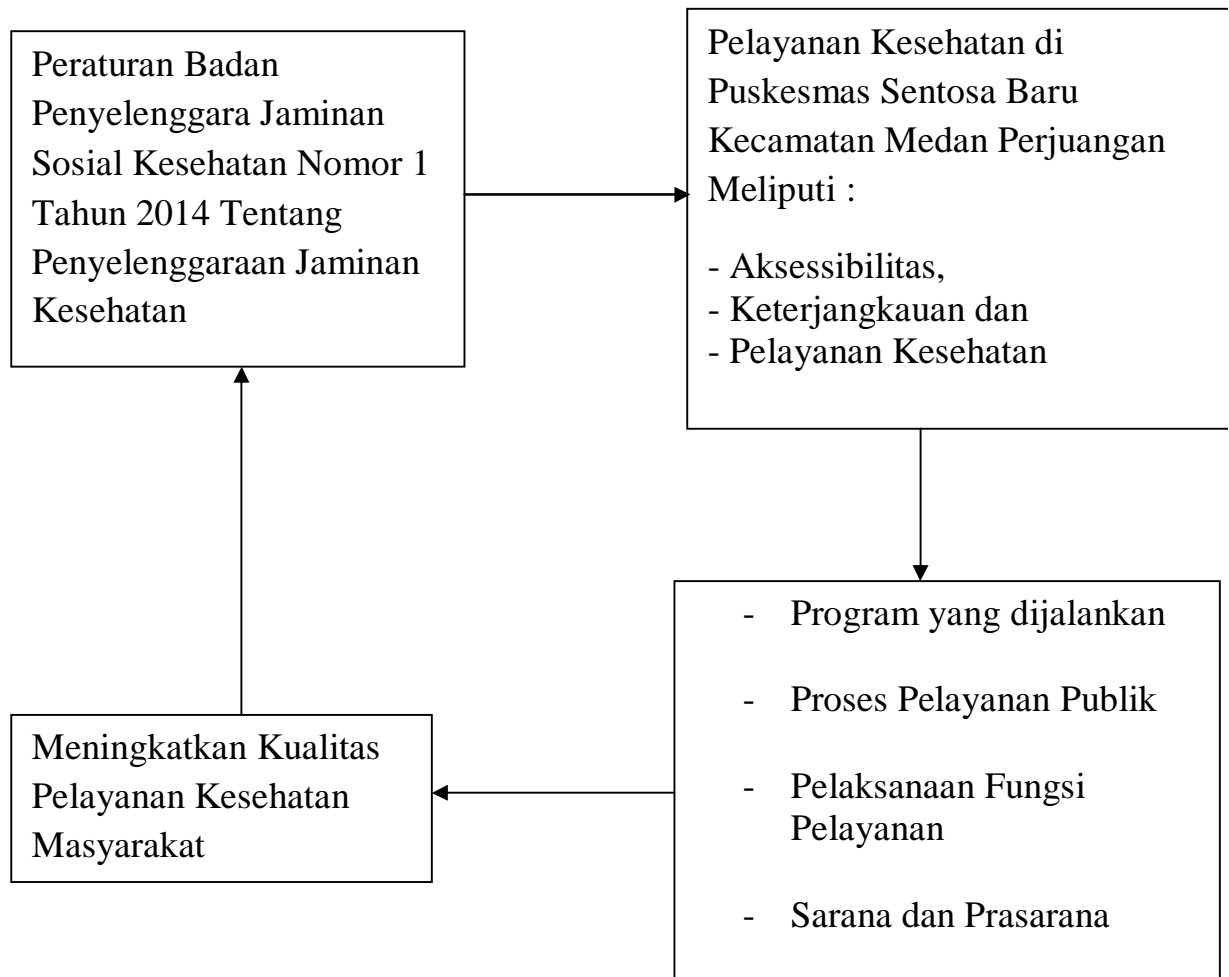 Peraturan Badan
Penyelenggara Jaminan
Sosial Kesehatan Nomor 1
Tahun 2014 Tentang
Penyelenggaraan Jaminan
Kesehatan
Pelayanan Kesehatan di
Puskesmas Sentosa Baru
Kecamatan Medan Perjuangan
Meliputi :
- Aksessibilitas,
- Keterjangkauan dan
- Pelayanan Kesehatan
- Program yang dijalankan
- Proses Pelayanan Publik
- Pelaksanaan Fungsi
Pelayanan
- Sarana dan Prasarana
Meningkatkan Kualitas
Pelayanan Kesehatan
Masyarakat